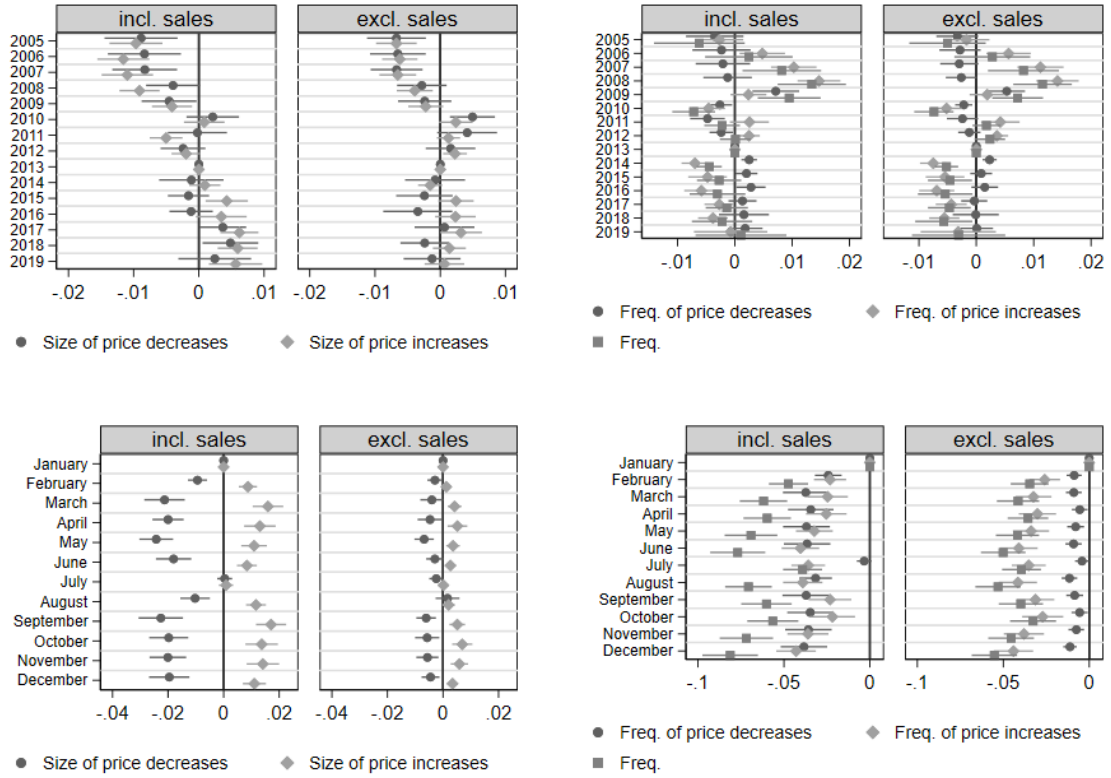 incl. sales excl. sales
2005
2006
2007
2008
2009
2010
2011
2012
2013
2014
2015
2016
2017
2018
2019
-.02 -.01 0 .01 -.02 -.01 0 .01
Size of price decreases Size of price increases
incl. sales excl. sales
2005
2006
2007
2008
2009
2010
2011
2012
2013
2014
2015
2016
2017
2018
2019
-.01 0 .01 .02 -.01 0 .01 .02
Freq. of price decreases Freq. of price increases
Freq.
incl. sales excl. sales
January
February
March
April
May
June
July
August
September
October
November
December
-.04 -.02 0 .02 -.04 -.02 0 .02
Size of price decreases Size of price increases
incl. sales excl. sales
January
February
March
April
May
June
July
August
September
October
November
December
-.1 -.05 0 -.1 -.05 0
Freq. of price decreases Freq. of price increases
Freq.